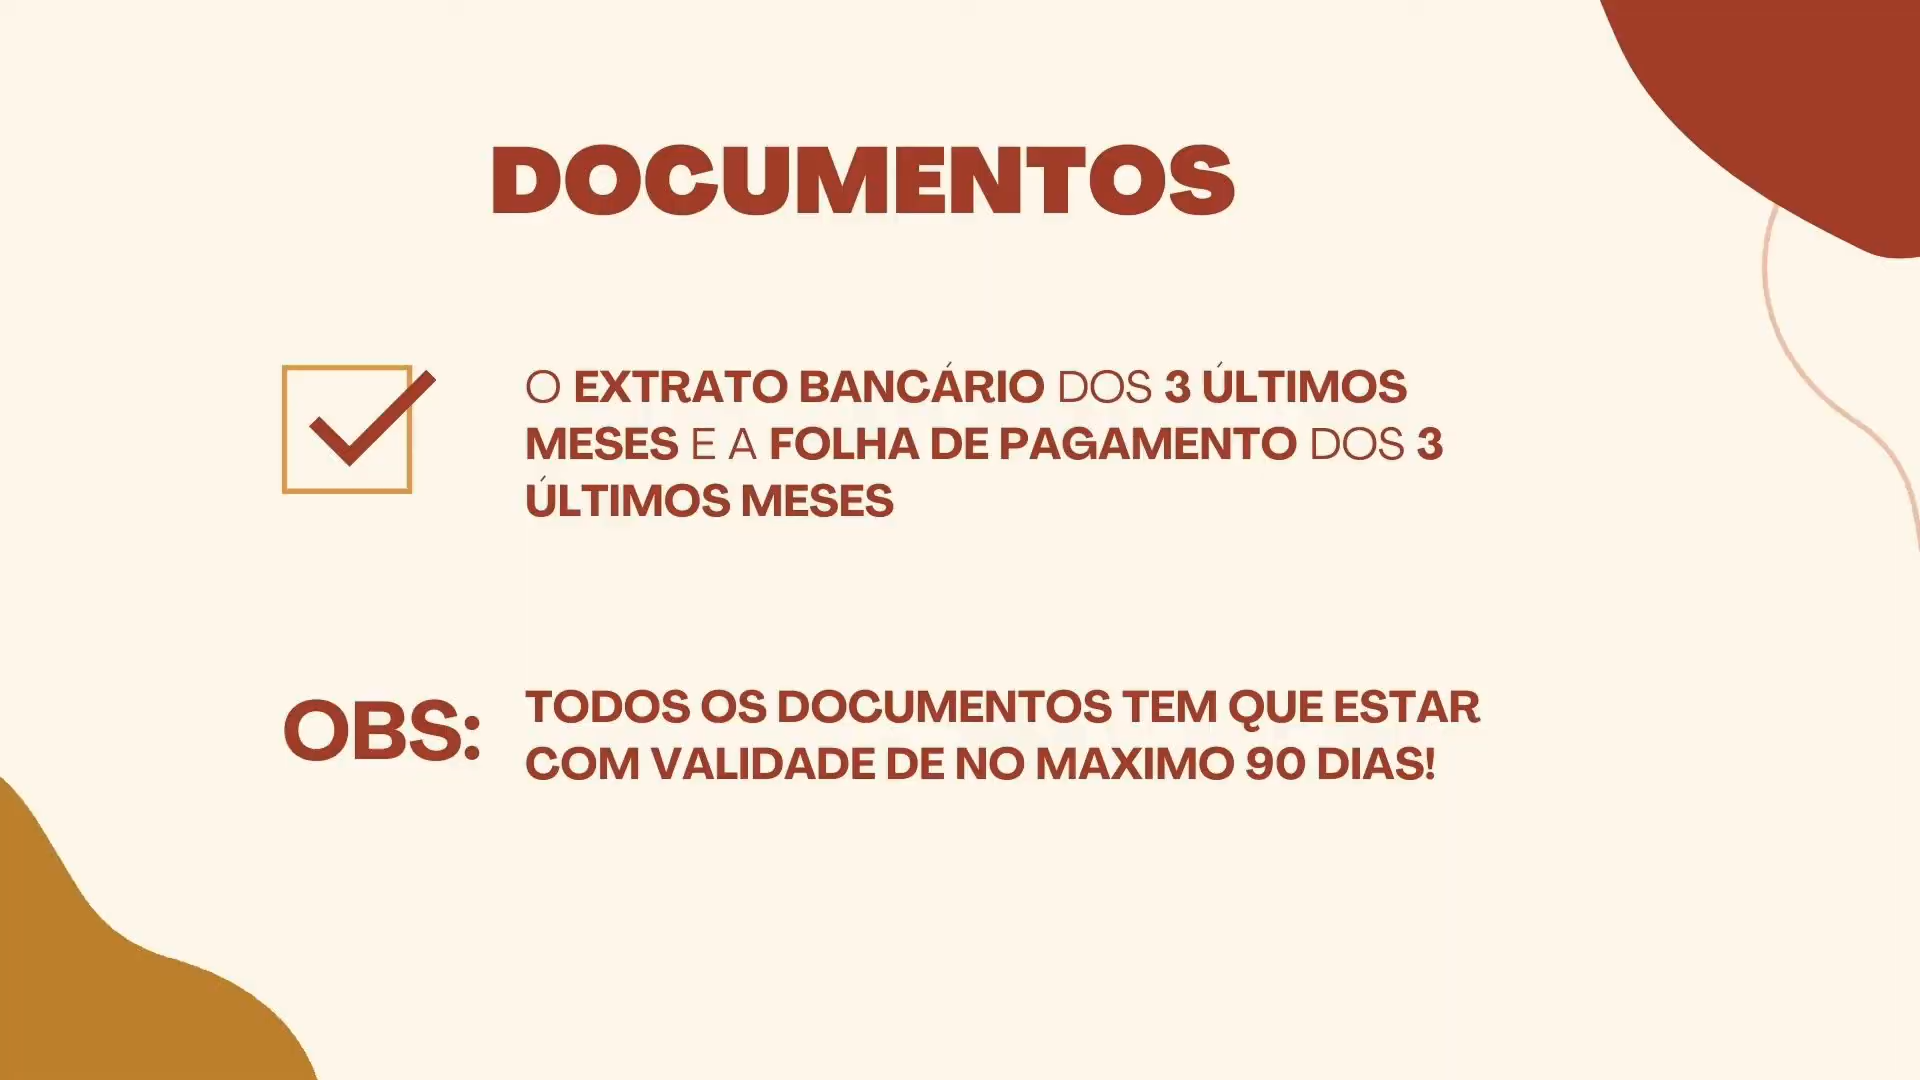 DOCUMENTOS
O EXTRATO BANCÁRIO DOS 3 ÚLTIMOS
MESES E A FOLHA DE PAGAMENTO DOS 3
ÚLTIMOS MESES
OBS:
TODOS OS DOCUMENTOS TEM QUE ESTAR
COM VALIDADE DE NO MAXIMO 90 DIAS!